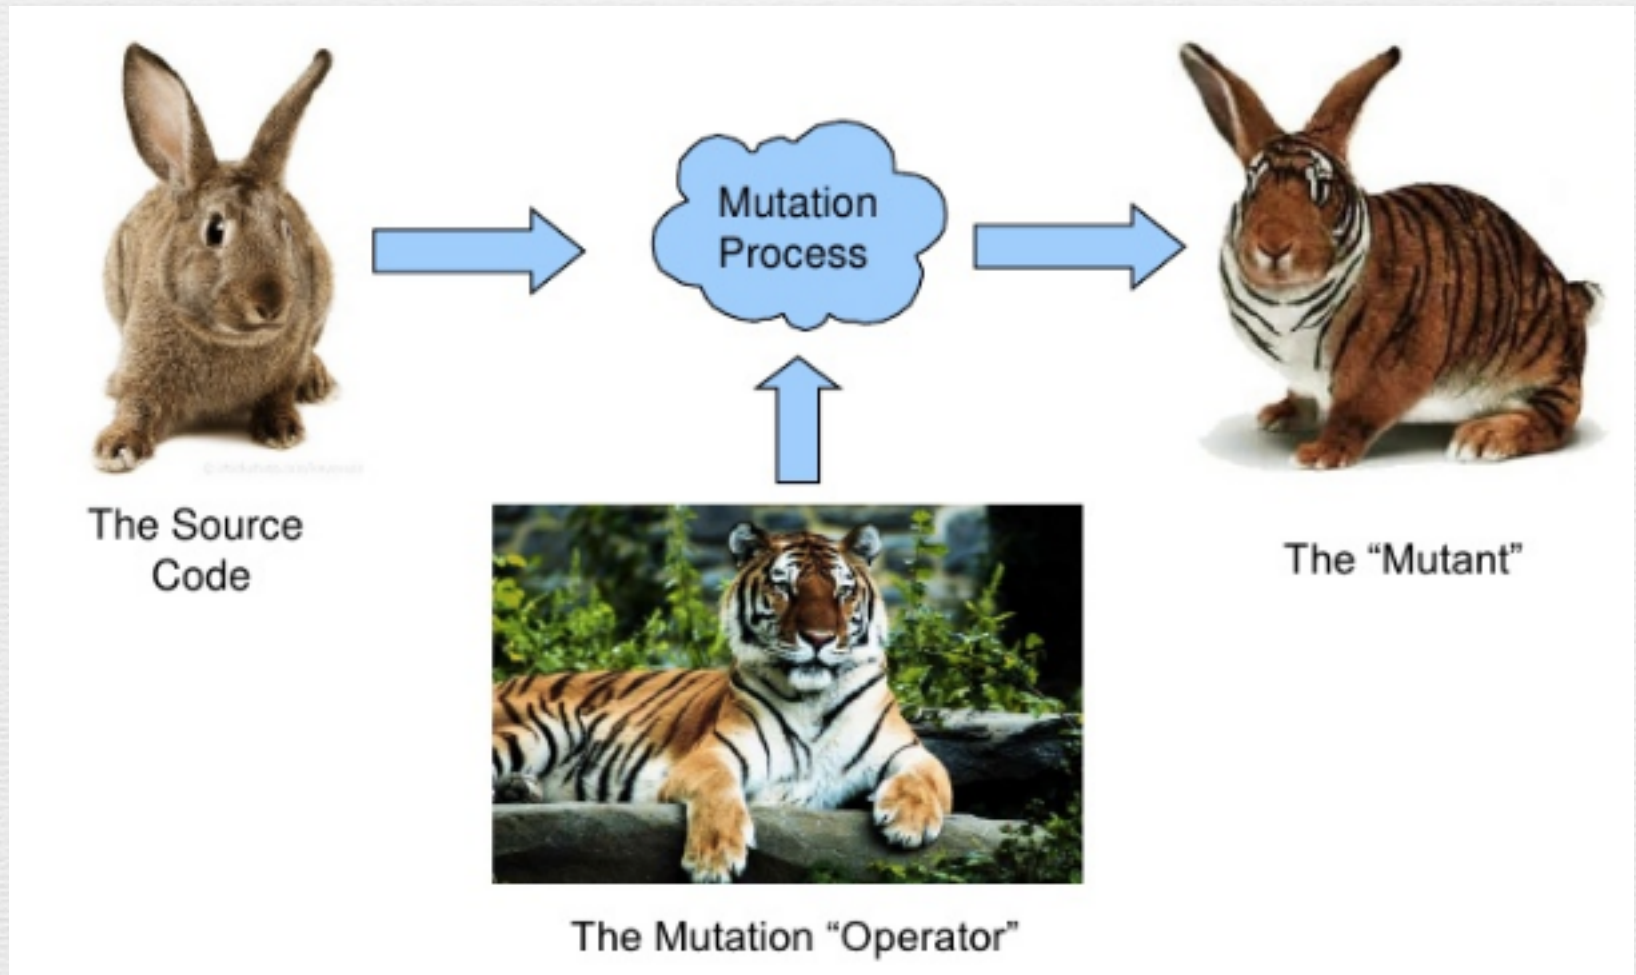 Mutation
Process
The Source
Code
The “Mutant”
The Mutation “Operator”